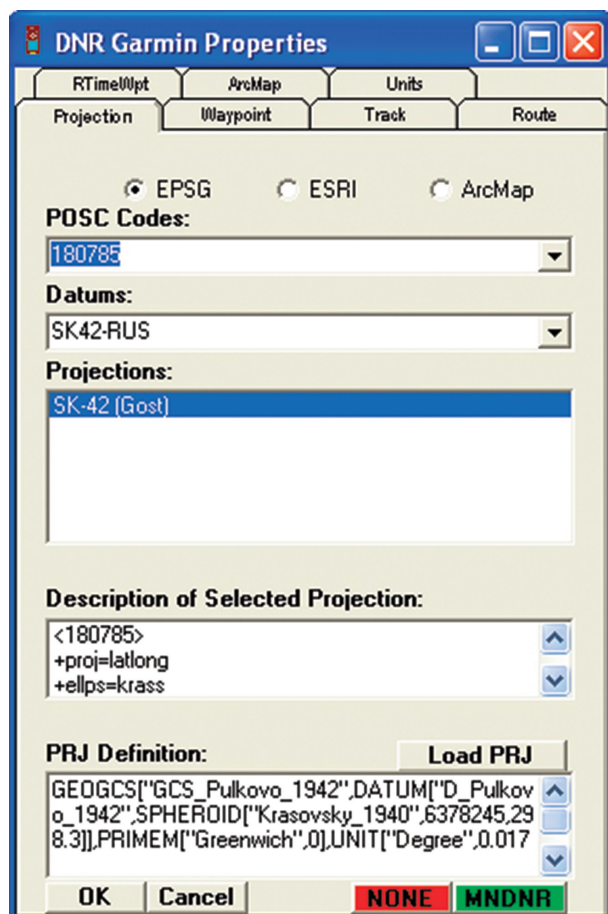 DNR Garmin Properties
RTimeWpt ArcMap Units
Projection Waypoint Track Route
EPSG ESRI ArcMap
POSC Codes:
180785
Datums:
SK42-RUS
Projections:
SK-42 (Gost)
Description of Selected Projection:
<180785>
+proj=latlong
+ellps=krass
PRJ Definition: Load PRJ
GEOGCS["GCS_Pulkovo_1942",DATUM["D_Pulkov
o_1942",SPHEROID["Krasovsky_1940",6378245,29
8.3]],PRIMEM["Greenwich",0],UNIT["Degree",0.017
OK Cancel NONE MNDNR